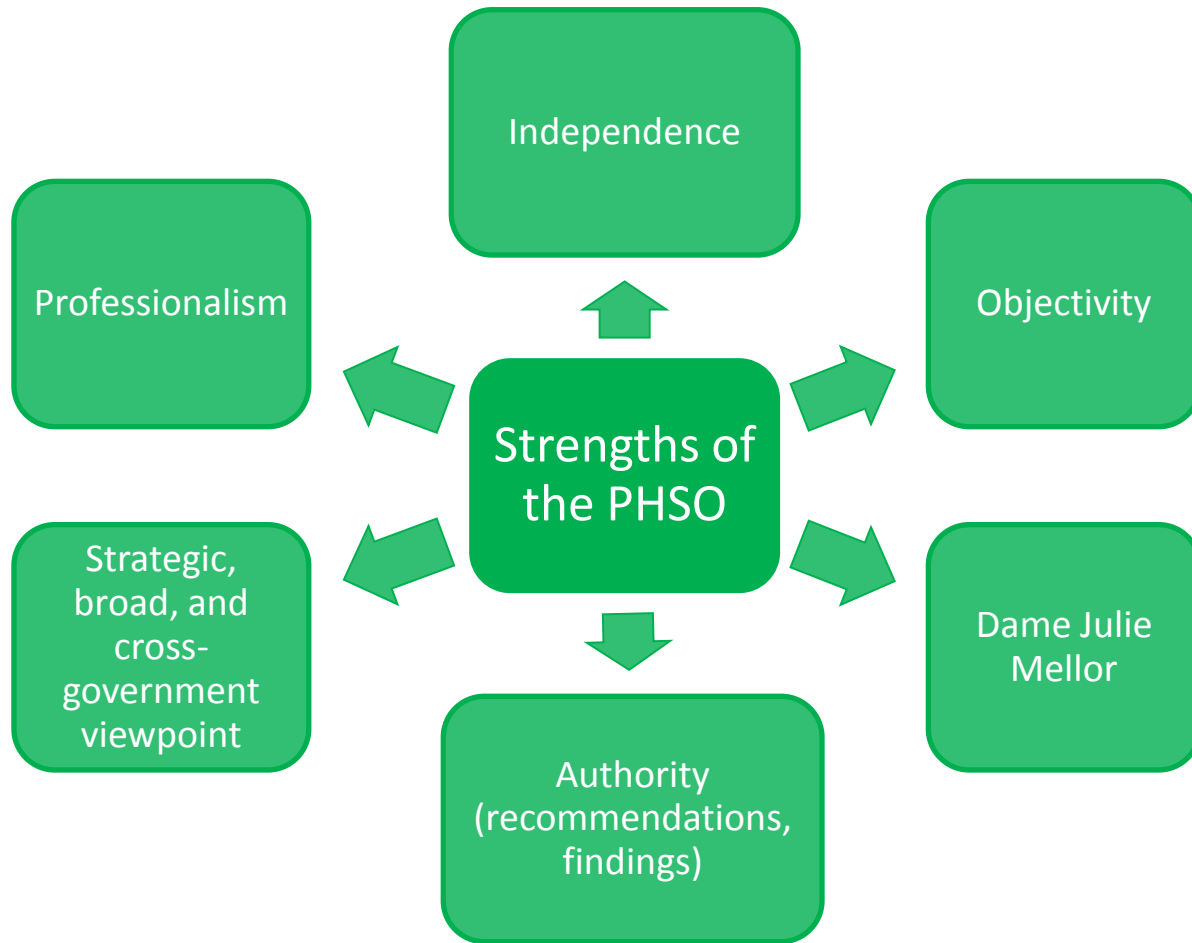 Independence
Professionalism
Objectivity
Strengths of
the PHSO
Strategic,
broad, and
cross-
government
viewpoint
Dame Julie
Mellor
Authority
(recommendations,
findings)